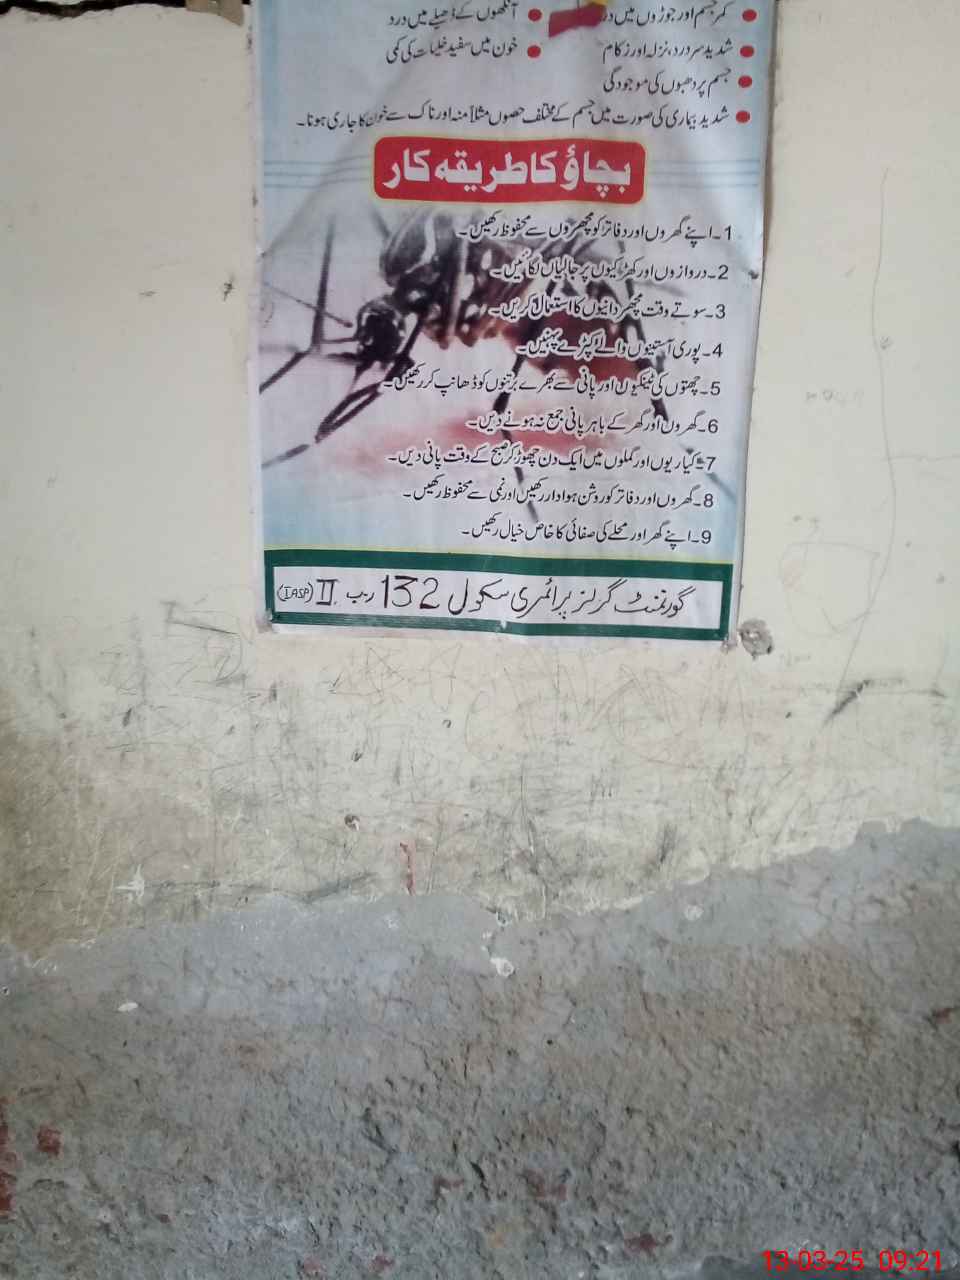 کمر جسم اور جوڑوں میں در
آنکھوں کے ڈھیلے میں درد
شدید سر درد، نزلہ اور زکام
خون میں سفید خلیات کی کمی
جسم پر دھبوں کی موجودگی
شدید بیماری کی صورت میں جسم کے مختلف حصوں مثلاً منہ اور ناک سے خون کا جاری ہونا۔
بچاؤ کا طریقہ کار
1۔ اپنے گھروں اور دفاتر کو مچھروں سے محفوظ رکھیں۔
2۔ دروازوں اور کھڑکیوں پر جالیاں لگائیں۔
3۔ سوتے وقت مچھر دانیوں کا استعمال کریں۔
4۔ پوری آستینوں والے کپڑے پہنیں۔
5۔ چھتوں کی ٹینکیوں اور پانی سے بھرے برتنوں کو ڈھانپ کر رکھیں۔
6۔ گھروں اور گھر کے باہر پانی جمع نہ ہونے دیں۔
7۔ کیاریوں اور گملوں میں ایک دن چھوڑ کر صبح کے وقت پانی دیں۔
8۔ گھروں اور دفاتر کو روشن ہوادار رکھیں اور نمی سے محفوظ رکھیں۔
9۔ اپنے گھر اور محلے کی صفائی کا خاص خیال رکھیں۔
گورنمنٹ گرلز پرائمری سکول 132 ر۔ب II (IASP)
13-03-25 09:21